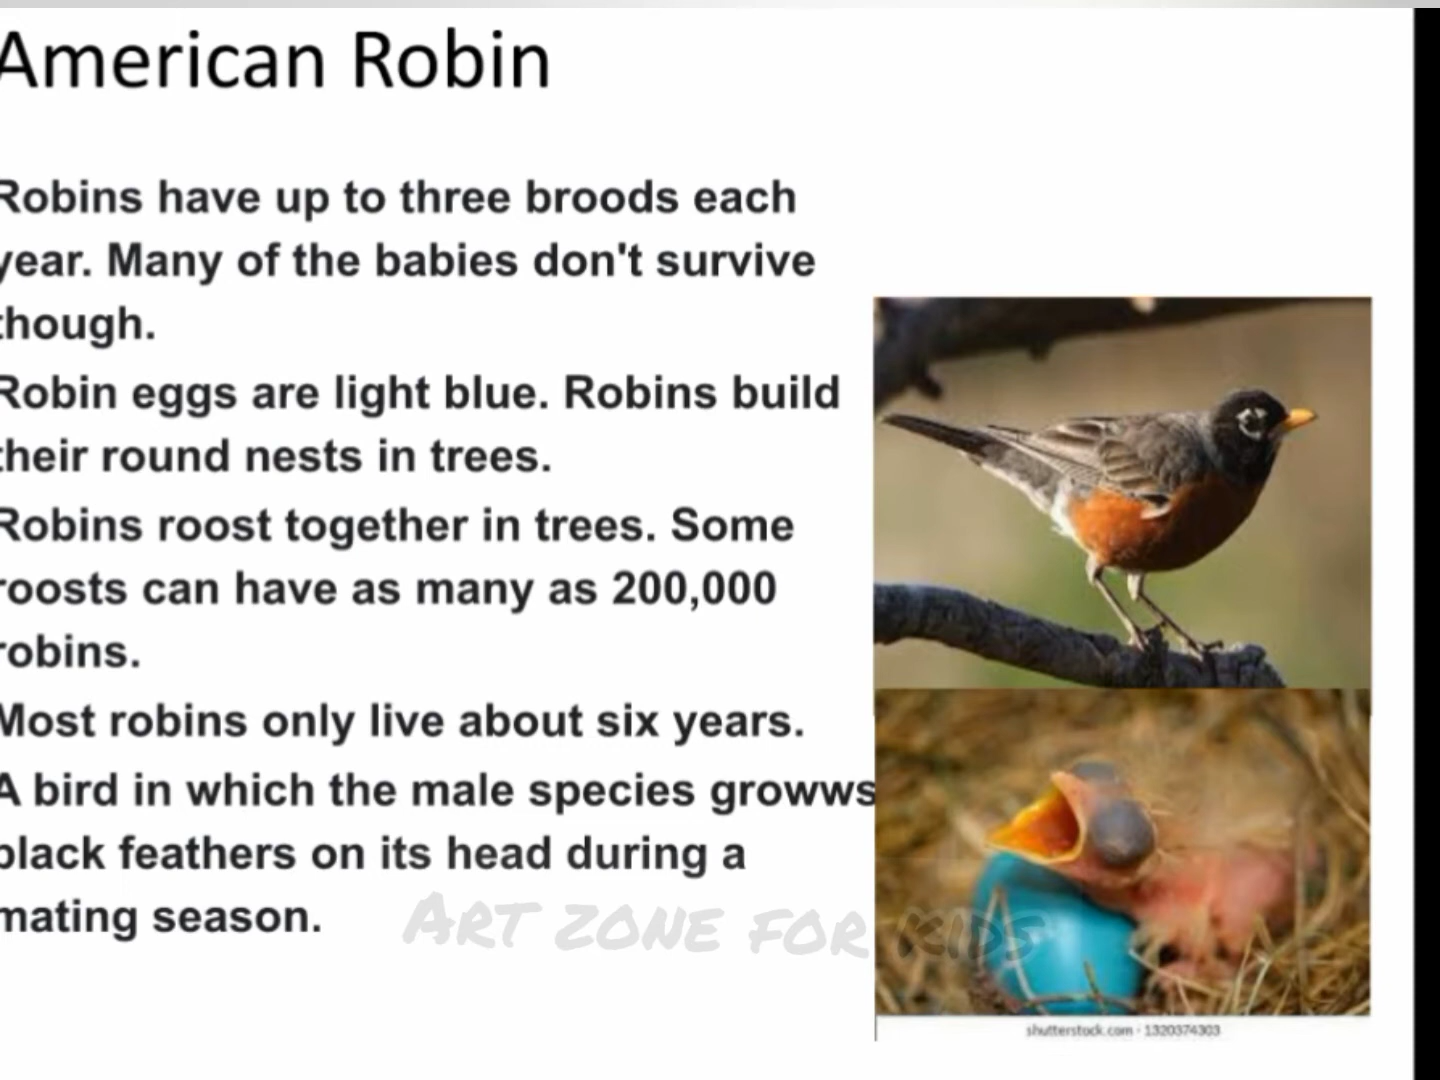 American Robin
Robins have up to three broods each
year. Many of the babies don't survive
though.
Robin eggs are light blue. Robins build
their round nests in trees.
Robins roost together in trees. Some
roosts can have as many as 200,000
robins.
Most robins only live about six years.
A bird in which the male species growws
black feathers on its head during a
mating season.
ART ZONE FOR KIDS
shutterstock.com · 1320374303